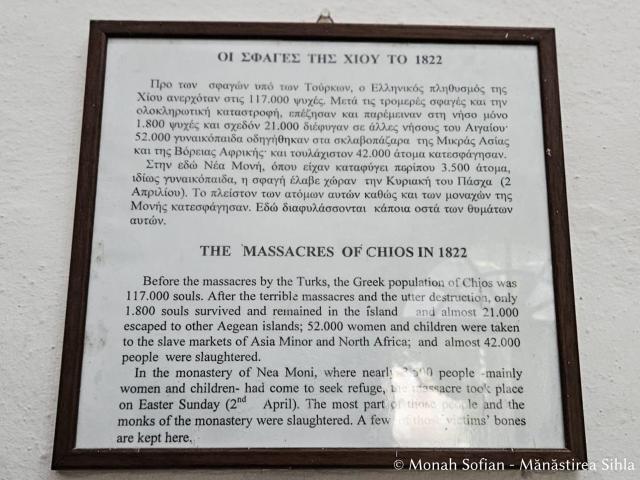 ΟΙ ΣΦΑΓΕΣ ΤΗΣ ΧΙΟΥ ΤΟ 1822
Προ των σφαγών υπό των Τούρκων, ο Ελληνικός πληθυσμός της
Χίου ανερχόταν στις 117.000 ψυχές. Μετά τις τρομερές σφαγές και την
ολοκληρωτική καταστροφή, επέζησαν και παρέμειναν στη νήσο μόνο
1.800 ψυχές και σχεδόν 21.000 διέφυγαν σε άλλες νήσους του Αιγαίου·
52.000 γυναικόπαιδα οδηγήθηκαν στα σκλαβοπάζαρα της Μικράς Ασίας
και της Βόρειας Αφρικής· και τουλάχιστον 42.000 άτομα κατεσφάγησαν.
Στην εδώ Νέα Μονή, όπου είχαν καταφύγει περίπου 3.500 άτομα,
ιδίως γυναικόπαιδα, η σφαγή έλαβε χώραν την Κυριακή του Πάσχα (2
Απριλίου). Το πλείστον των ατόμων αυτών καθώς και των μοναχών της
Μονής κατεσφάγησαν. Εδώ διαφυλάσσονται κάποια οστά των θυμάτων
αυτών.
THE MASSACRES OF CHIOS IN 1822
Before the massacres by the Turks, the Greek population of Chios was
117.000 souls. After the terrible massacres and the utter destruction, only
1.800 souls survived and remained in the island and almost 21.000
escaped to other Aegean islands; 52.000 women and children were taken
to the slave markets of Asia Minor and North Africa; and almost 42.000
people were slaughtered.
In the monastery of Nea Moni, where nearly 3.500 people -mainly
women and children- had come to seek refuge, the massacre took place
on Easter Sunday (2nd April). The most part of those people and the
monks of the monastery were slaughtered. A few of those victims' bones
are kept here.
© Monah Sofian - Mănăstirea Sihla